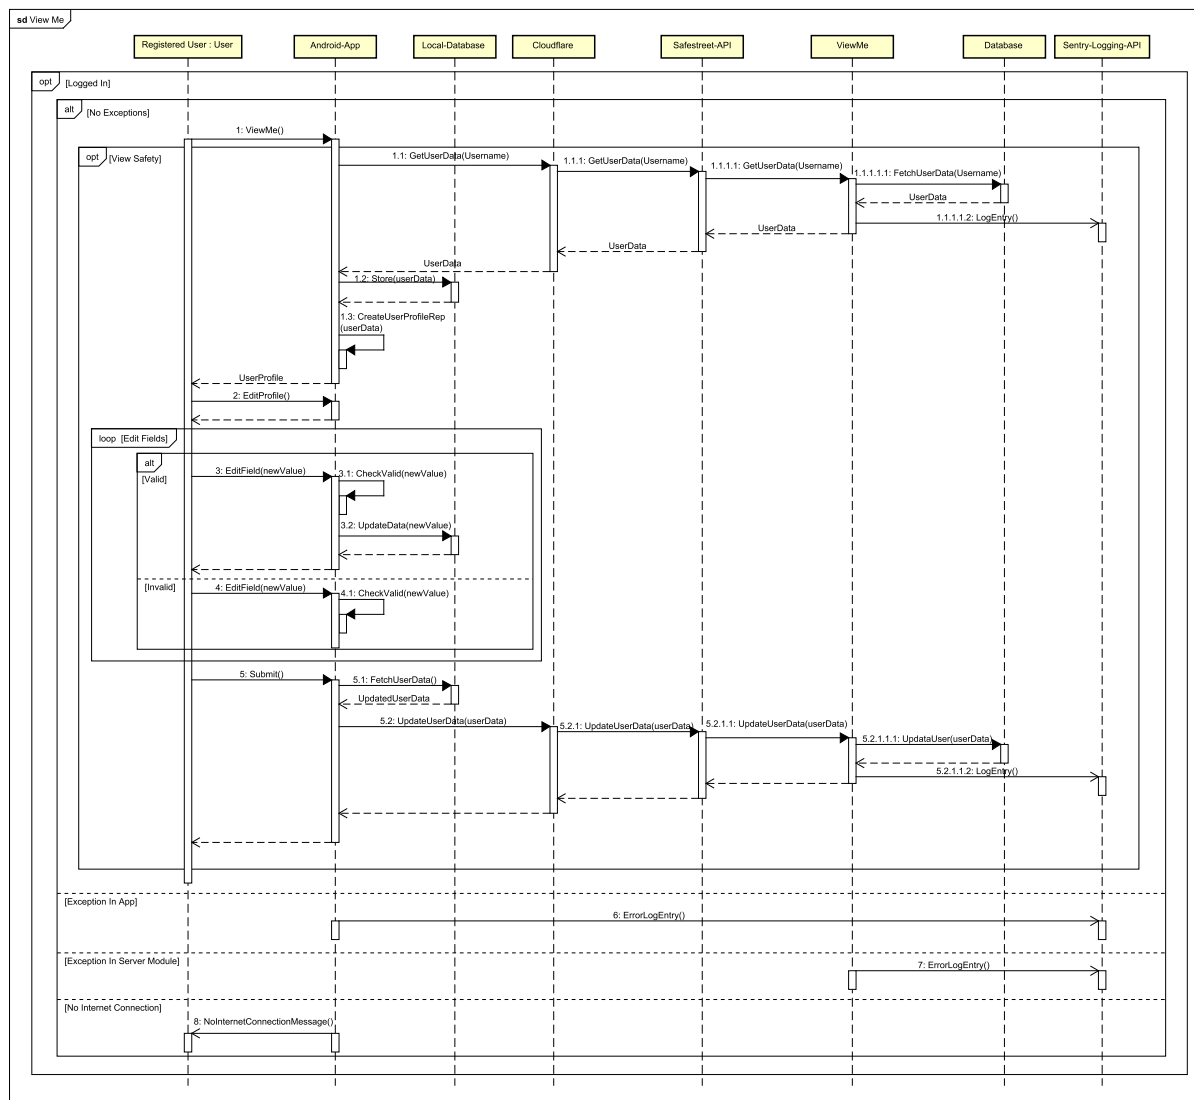 sd View Me
Registered User : User
Android-App
Local-Database
Cloudflare
Safestreet-API
ViewMe
Database
Sentry-Logging-API
opt [Logged In]
alt [No Exceptions]
1: ViewMe()
opt [View Safety]
1.1: GetUserData(Username)
1.1.1: GetUserData(Username)
1.1.1.1: GetUserData(Username)
1.1.1.1.1: FetchUserData(Username)
UserData
1.1.1.1.2: LogEntry()
UserData
UserData
UserData
1.2: Store(userData)
1.3: CreateUserProfileRep
(userData)
UserProfile
2: EditProfile()
loop [Edit Fields]
alt
[Valid]
3: EditField(newValue)
3.1: CheckValid(newValue)
3.2: UpdateData(newValue)
[Invalid]
4: EditField(newValue)
4.1: CheckValid(newValue)
5: Submit()
5.1: FetchUserData()
UpdatedUserData
5.2: UpdateUserData(userData)
5.2.1: UpdateUserData(userData)
5.2.1.1: UpdateUserData(userData)
5.2.1.1.1: UpdataUser(userData)
5.2.1.1.2: LogEntry()
[Exception In App]
6: ErrorLogEntry()
[Exception In Server Module]
7: ErrorLogEntry()
[No Internet Connection]
8: NoInternetConnectionMessage()